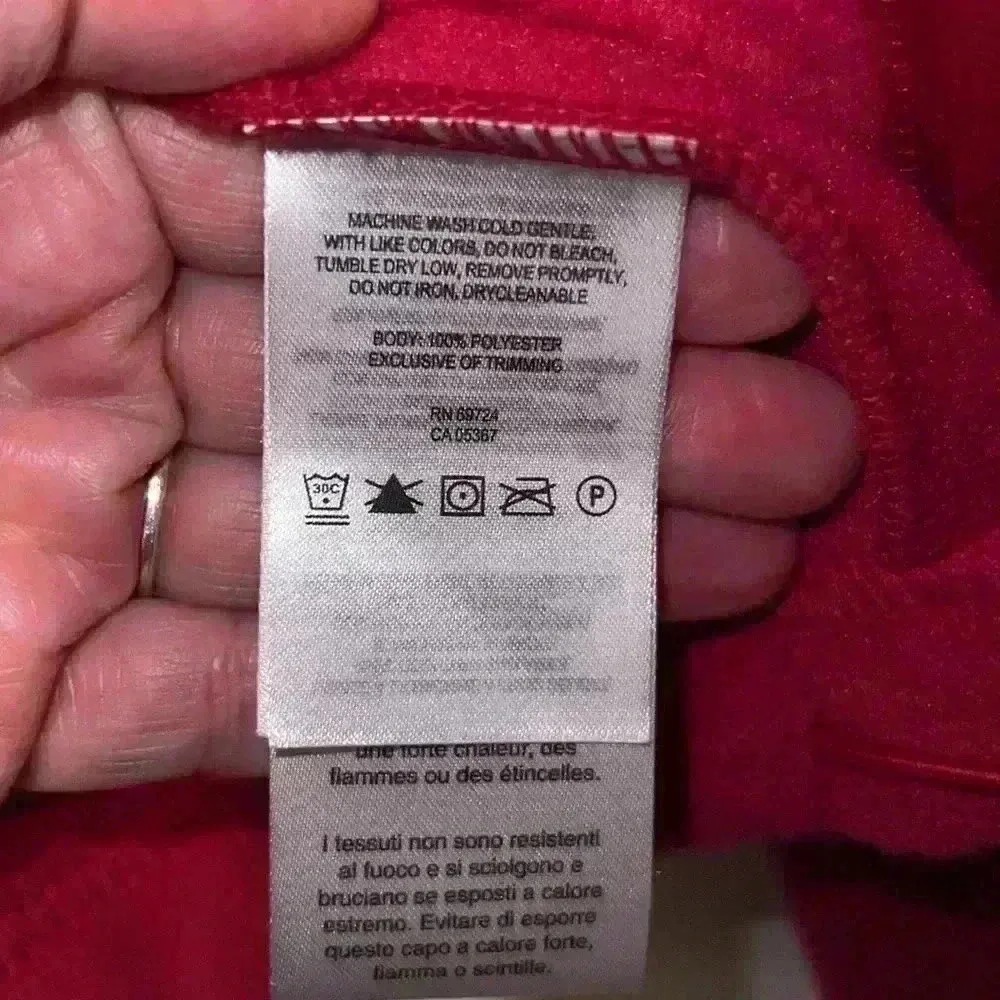 MACHINE WASH COLD GENTLE,
WITH LIKE COLORS, DO NOT BLEACH,
TUMBLE DRY LOW, REMOVE PROMPTLY,
DO NOT IRON, DRYCLEANABLE
BODY: 100% POLYESTER
EXCLUSIVE OF TRIMMING
RN 69724
CA 05367
30C
P
une forte chaleur, des
flammes ou des étincelles.
I tessuti non sono resistenti
al fuoco e si sciolgono e
bruciano se esposti a calore
estremo. Evitare di esporre
questo capo a calore forte,
fiamma o scintille.